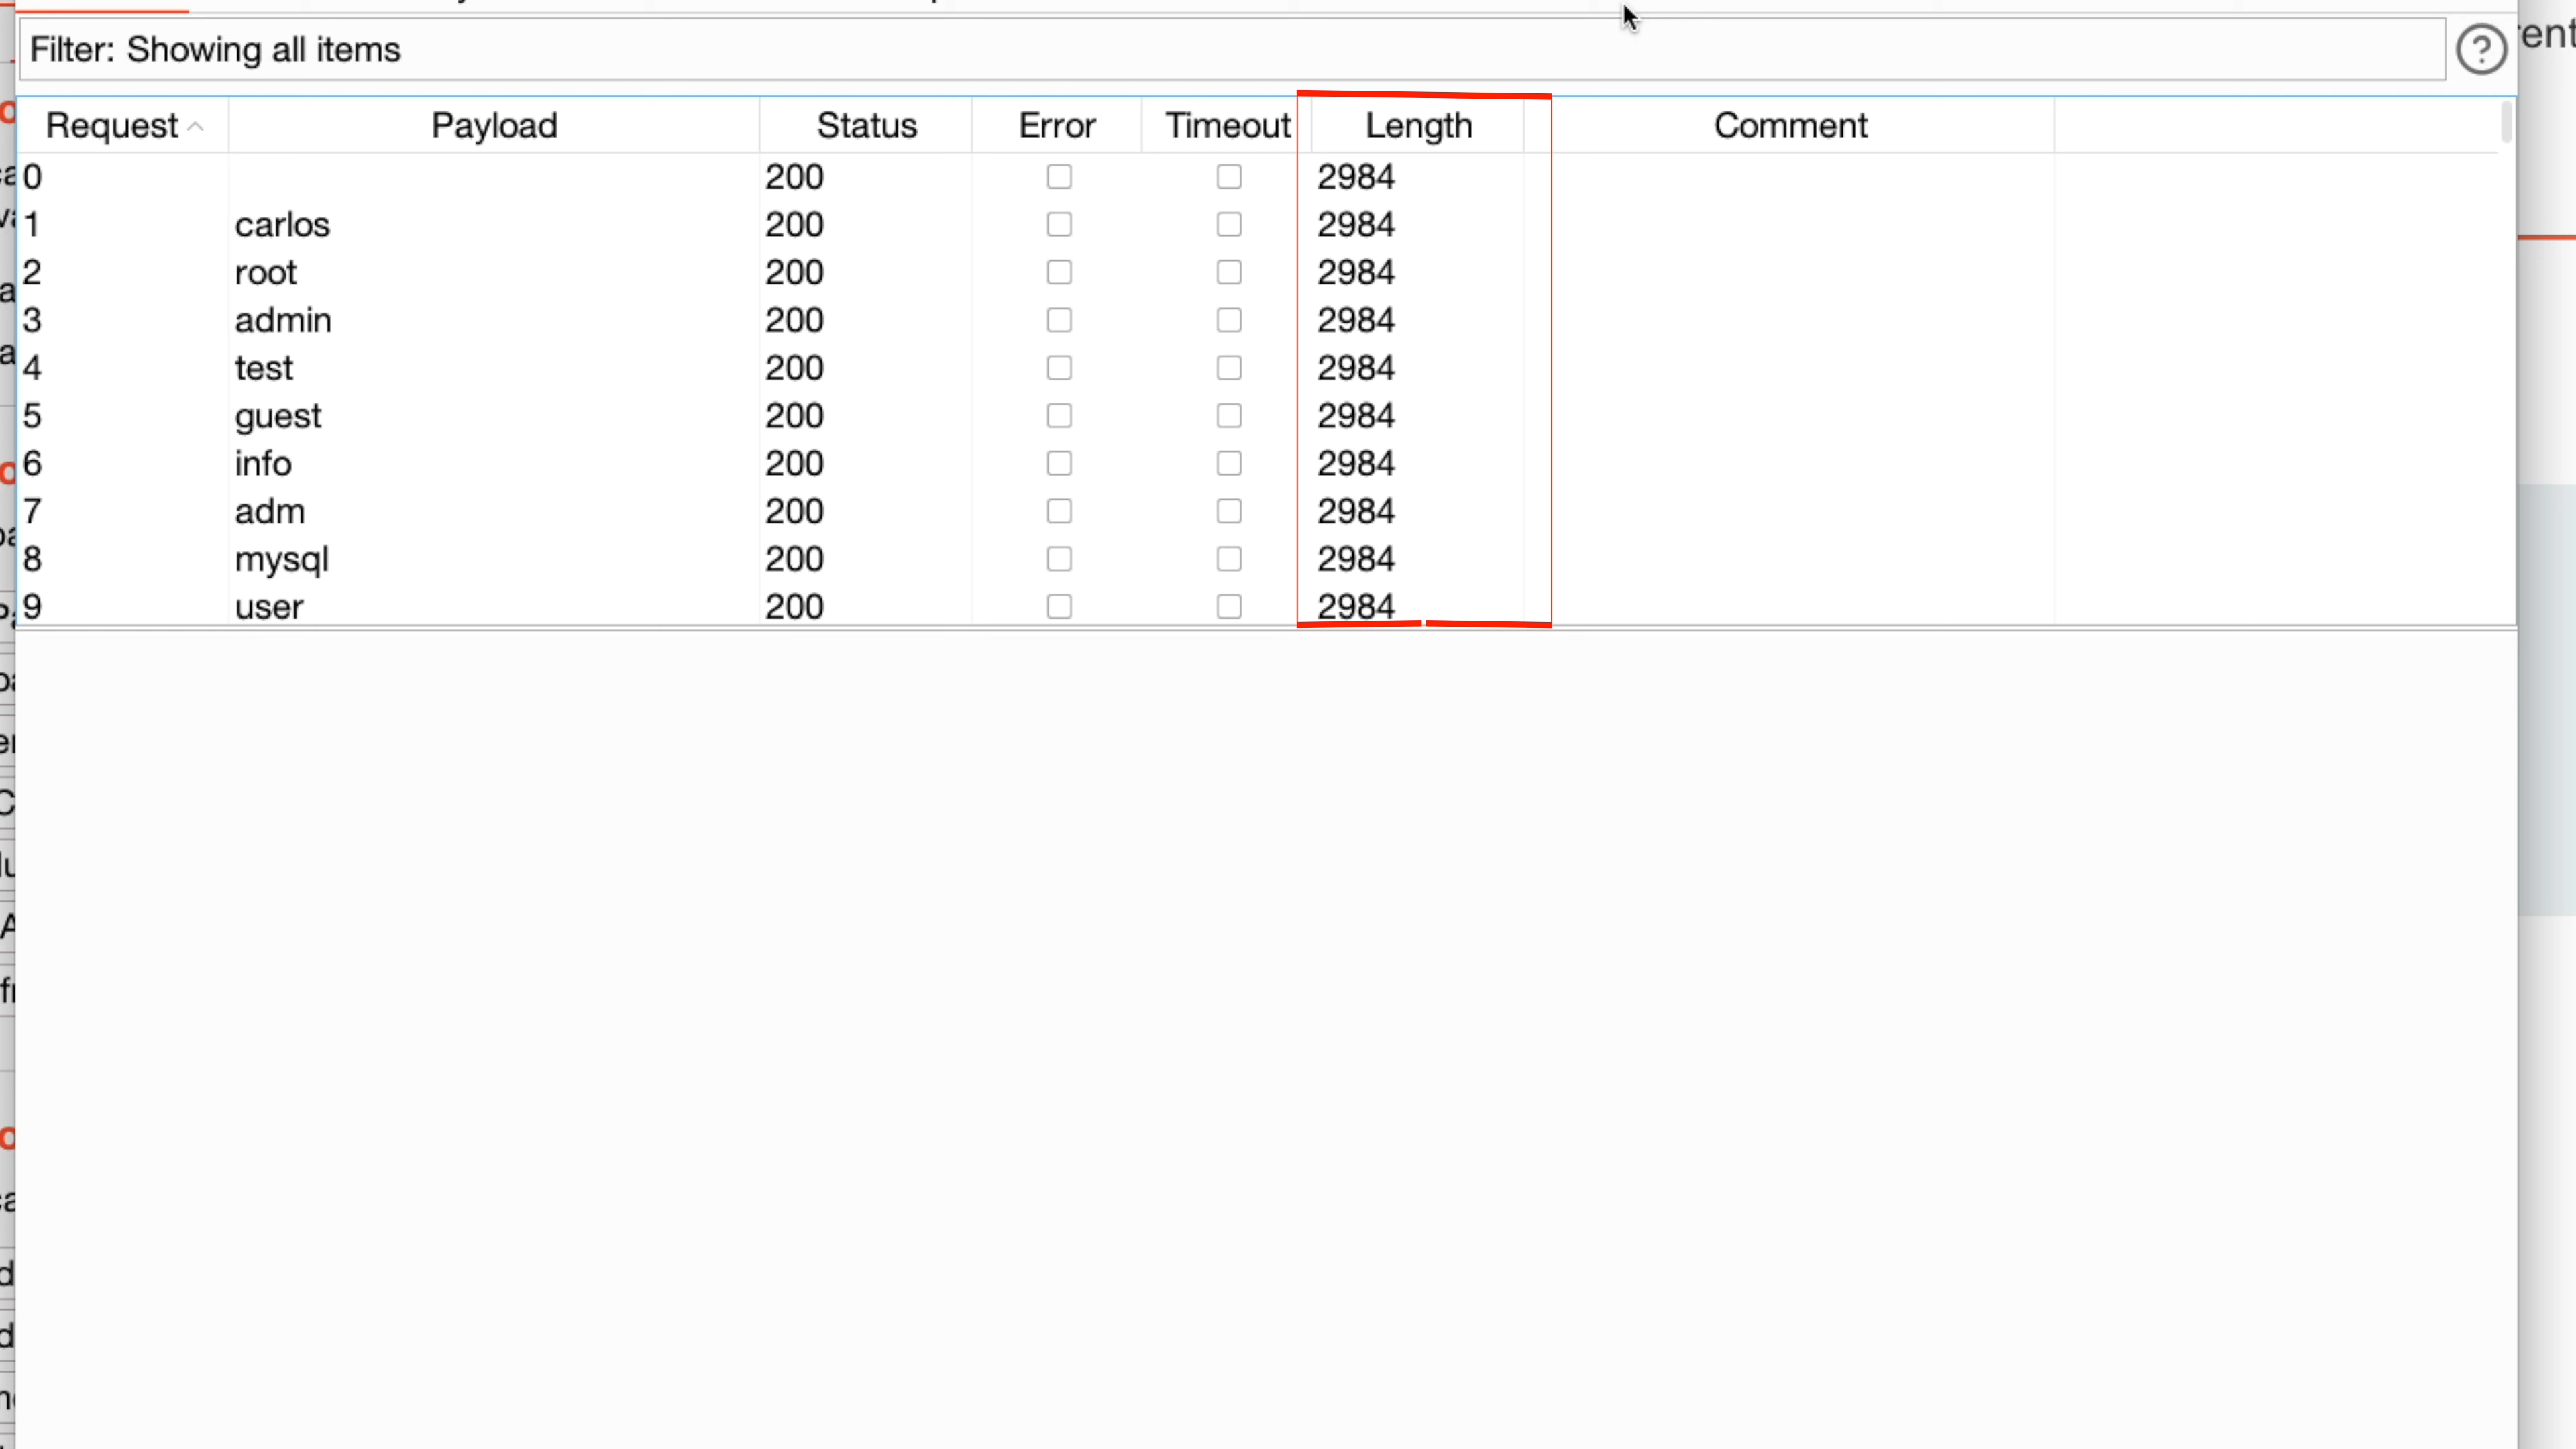 Filter: Showing all items
Request Payload Status Error Timeout Length Comment
0 200 2984
1 carlos 200 2984
2 root 200 2984
3 admin 200 2984
4 test 200 2984
5 guest 200 2984
6 info 200 2984
7 adm 200 2984
8 mysql 200 2984
9 user 200 2984